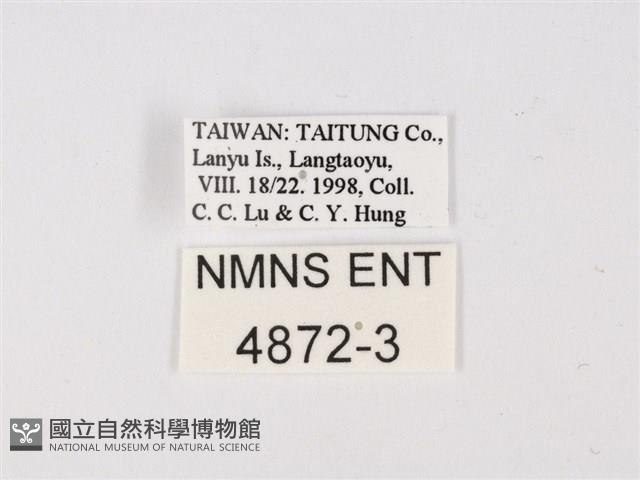 TAIWAN: TAITUNG Co.,
Lanyu Is., Langtaoyu,
VIII. 18/22. 1998, Coll.
C. C. Lu & C. Y. Hung
NMNS ENT
4872-3
國立自然科學博物館
NATIONAL MUSEUM OF NATURAL SCIENCE